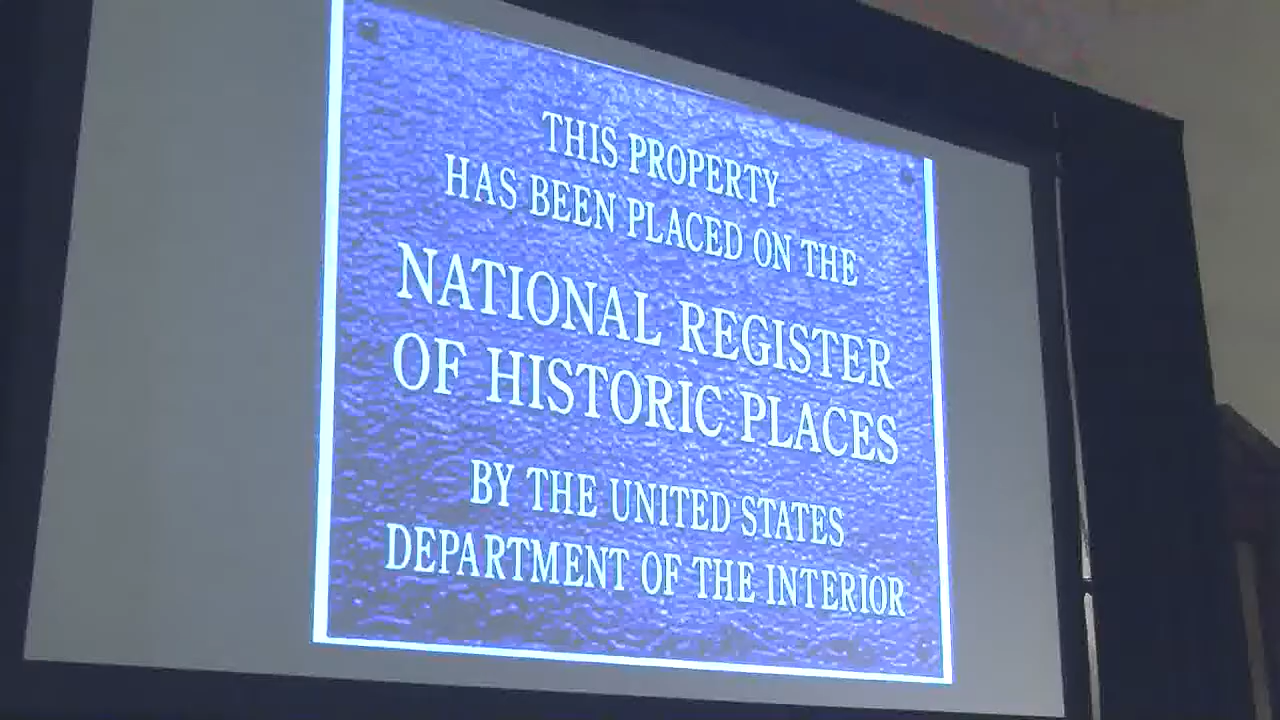 THIS PROPERTY
HAS BEEN PLACED ON THE
NATIONAL REGISTER
OF HISTORIC PLACES
BY THE UNITED STATES
DEPARTMENT OF THE INTERIOR